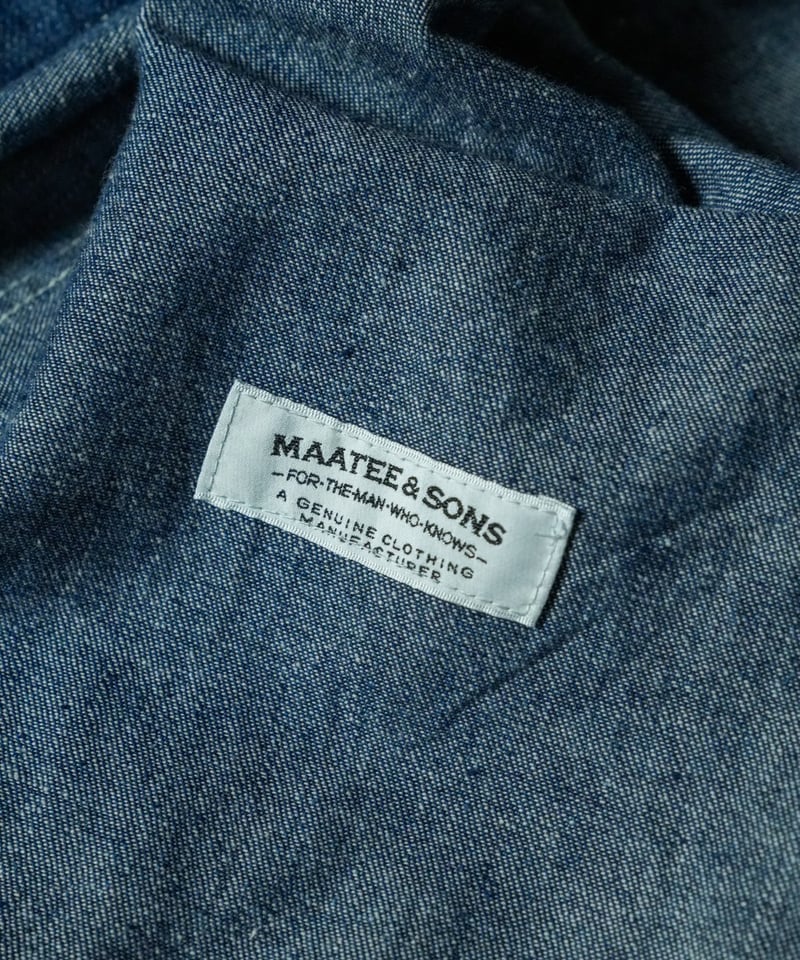 MAATEE & SONS
-FOR·THE·MAN·WHO·KNOWS-
A GENUINE CLOTHING
MANUFACTURER